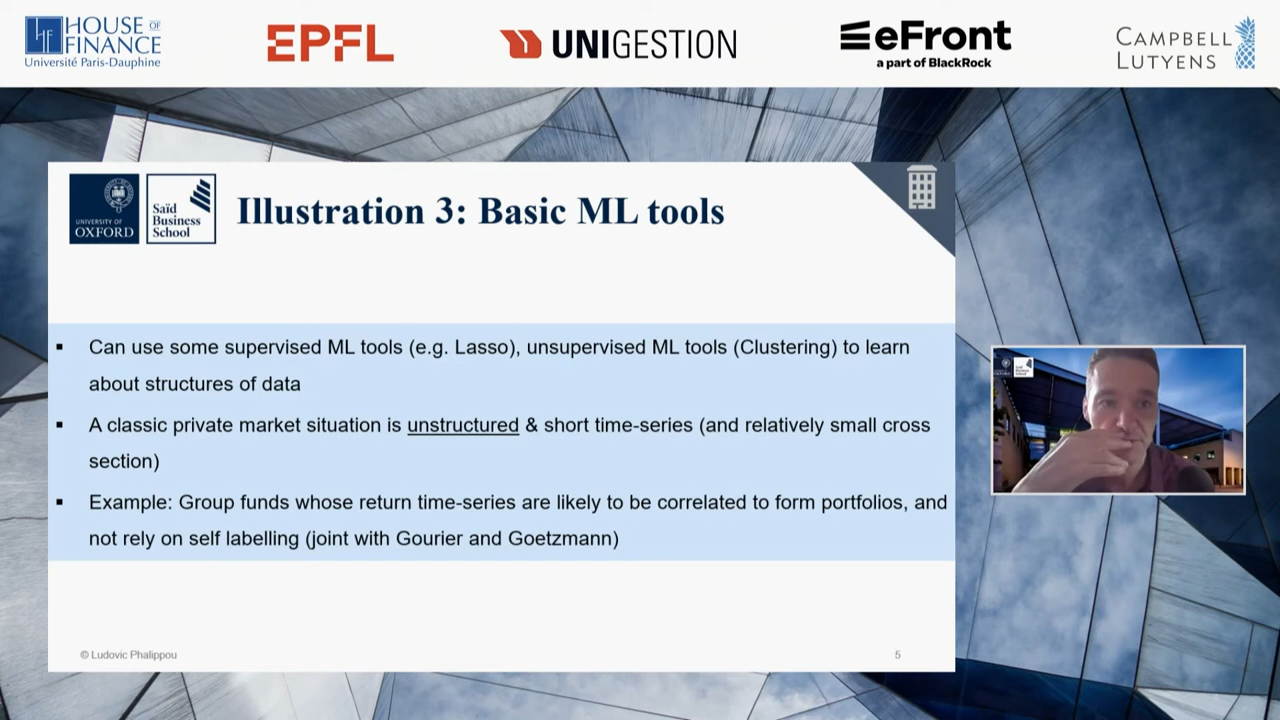 HOUSE OF
FINANCE
Université Paris-Dauphine
EPFL
UNIGESTION
eFront
a part of BlackRock
CAMPBELL
LUTYENS
UNIVERSITY OF
OXFORD
Saïd
Business
School
Illustration 3: Basic ML tools
▪ Can use some supervised ML tools (e.g. Lasso), unsupervised ML tools (Clustering) to learn
about structures of data
▪ A classic private market situation is unstructured & short time-series (and relatively small cross
section)
▪ Example: Group funds whose return time-series are likely to be correlated to form portfolios, and
not rely on self labelling (joint with Gourier and Goetzmann)
© Ludovic Phalippou
5